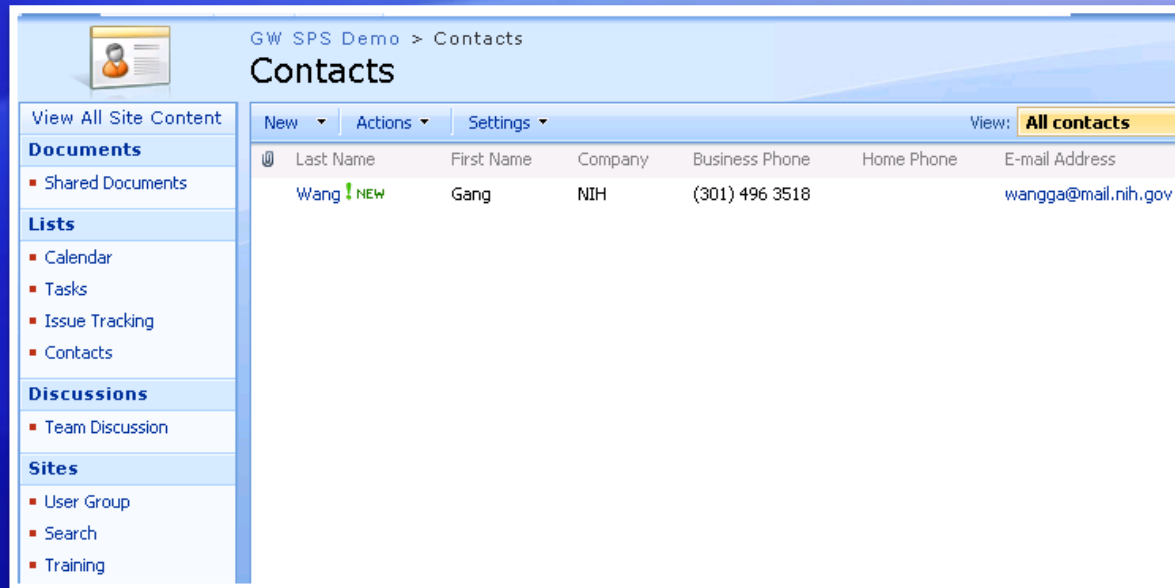 GW SPS Demo > Contacts
Contacts
View All Site Content
Documents
Shared Documents
Lists
Calendar
Tasks
Issue Tracking
Contacts
Discussions
Team Discussion
Sites
User Group
Search
Training
New Actions Settings View: All contacts
Last Name First Name Company Business Phone Home Phone E-mail Address
Wang ! NEW Gang NIH (301) 496 3518 wangga@mail.nih.gov